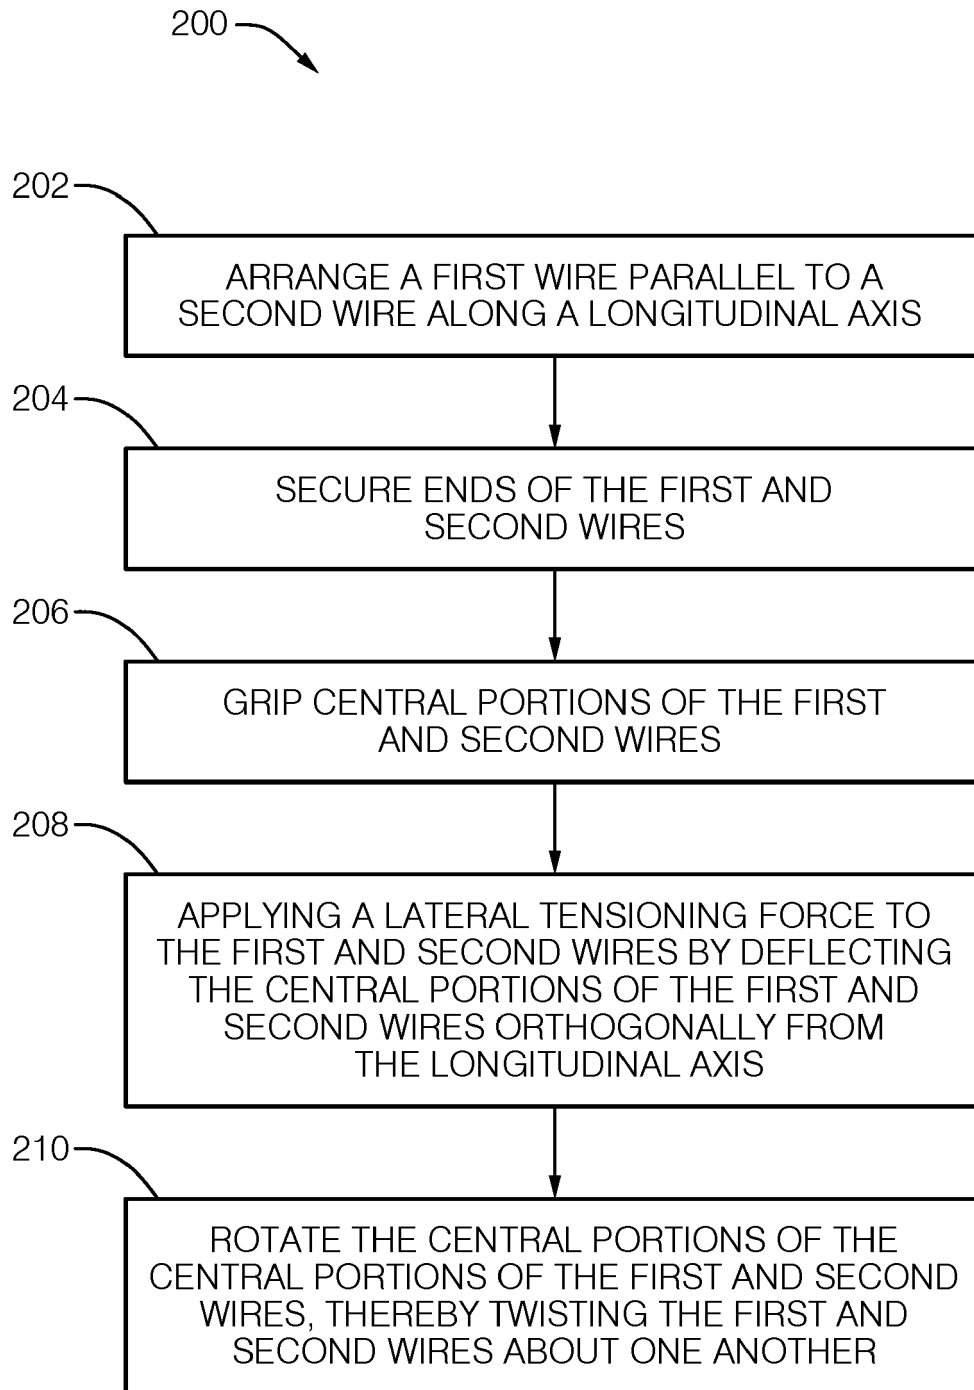 200
202
ARRANGE A FIRST WIRE PARALLEL TO A
SECOND WIRE ALONG A LONGITUDINAL AXIS
204
SECURE ENDS OF THE FIRST AND
SECOND WIRES
206
GRIP CENTRAL PORTIONS OF THE FIRST
AND SECOND WIRES
208
APPLYING A LATERAL TENSIONING FORCE TO
THE FIRST AND SECOND WIRES BY DEFLECTING
THE CENTRAL PORTIONS OF THE FIRST AND
SECOND WIRES ORTHOGONALLY FROM
THE LONGITUDINAL AXIS
210
ROTATE THE CENTRAL PORTIONS OF THE
CENTRAL PORTIONS OF THE FIRST AND SECOND
WIRES, THEREBY TWISTING THE FIRST AND
SECOND WIRES ABOUT ONE ANOTHER